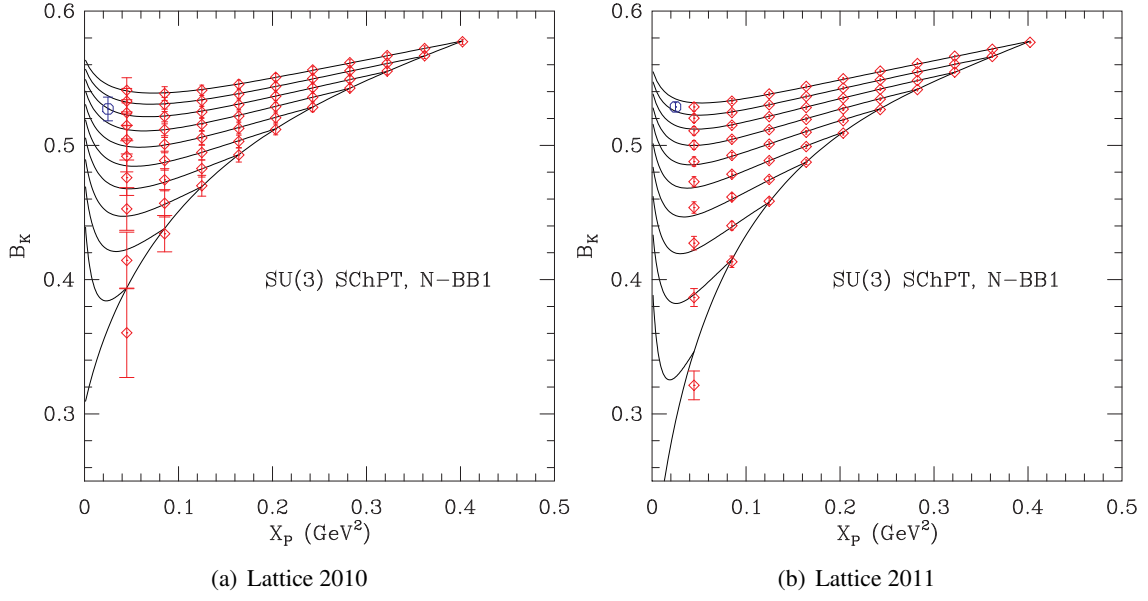 0.6
0.5
0.4
0.3
B_K
SU(3) SChPT, N-BB1
0 0.1 0.2 0.3 0.4 0.5
X_P (GeV²)
(a) Lattice 2010
0.6
0.5
0.4
0.3
B_K
SU(3) SChPT, N-BB1
0 0.1 0.2 0.3 0.4 0.5
X_P (GeV²)
(b) Lattice 2011